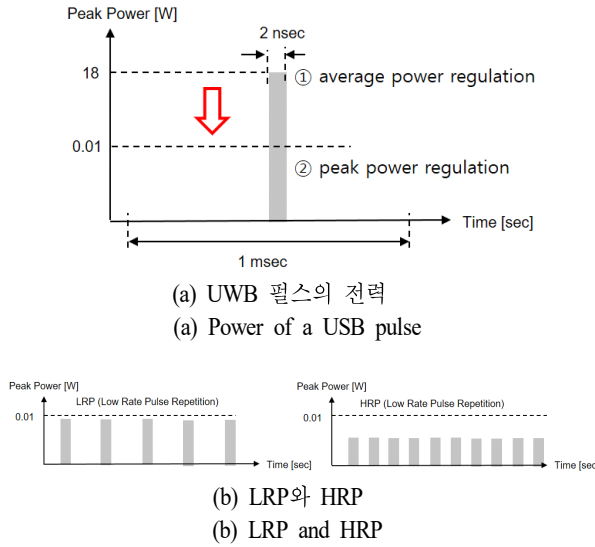 Peak Power [W]
2 nsec
18
① average power regulation
0.01
② peak power regulation
Time [sec]
1 msec
(a) UWB 펄스의 전력
(a) Power of a USB pulse
Peak Power [W]
LRP (Low Rate Pulse Repetition)
0.01
Time [sec]
Peak Power [W]
HRP (Low Rate Pulse Repetition)
0.01
Time [sec
(b) LRP와 HRP
(b) LRP and HRP